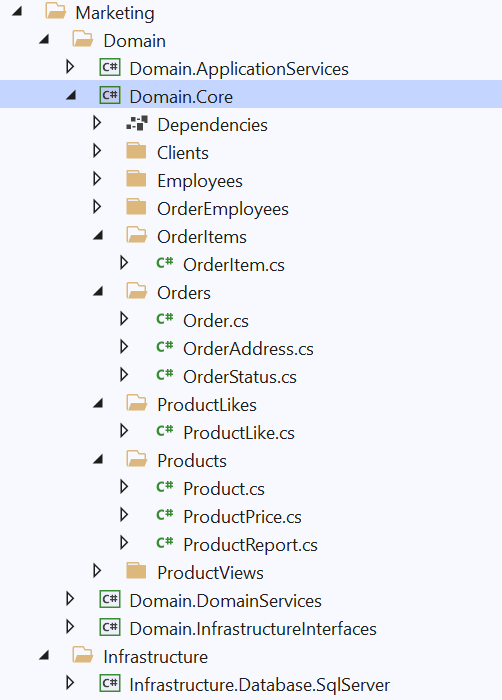 Marketing
Domain
C# Domain.ApplicationServices
C# Domain.Core
Dependencies
Clients
Employees
OrderEmployees
OrderItems
C# OrderItem.cs
Orders
C# Order.cs
C# OrderAddress.cs
C# OrderStatus.cs
ProductLikes
C# ProductLike.cs
Products
C# Product.cs
C# ProductPrice.cs
C# ProductReport.cs
ProductViews
C# Domain.DomainServices
C# Domain.InfrastructureInterfaces
Infrastructure
C# Infrastructure.Database.SqlServer